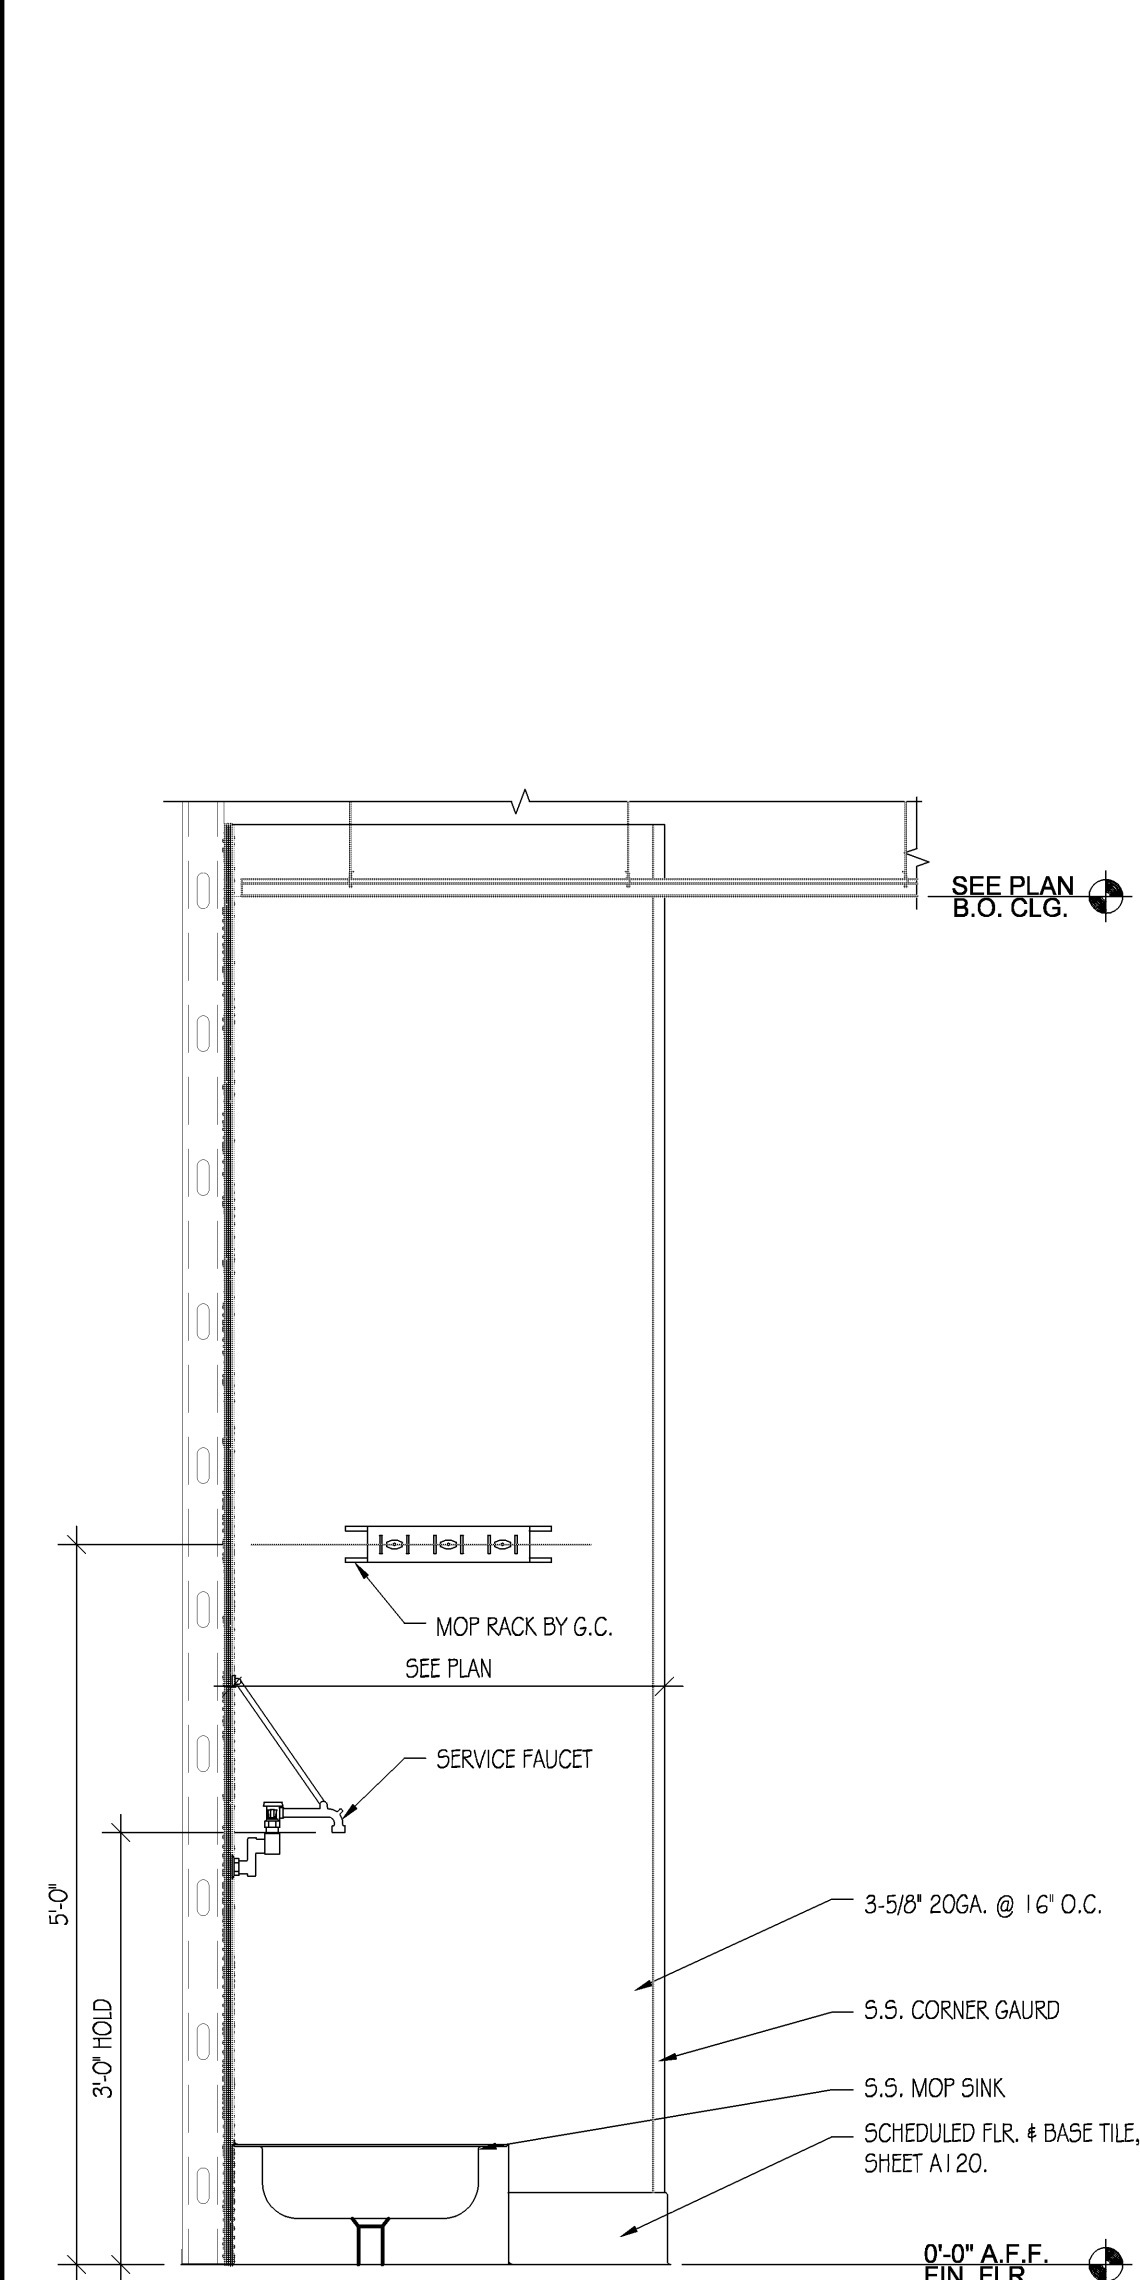 SEE PLAN
B.O. CLG.
MOP RACK BY G.C.
SEE PLAN
SERVICE FAUCET
5'-0"
3-5/8" 20GA. @ 16" O.C.
3'-0" HOLD
S.S. CORNER GAURD
S.S. MOP SINK
SCHEDULED FLR. & BASE TILE,
SHEET A120.
0'-0" A.F.F.
FIN. FLR.